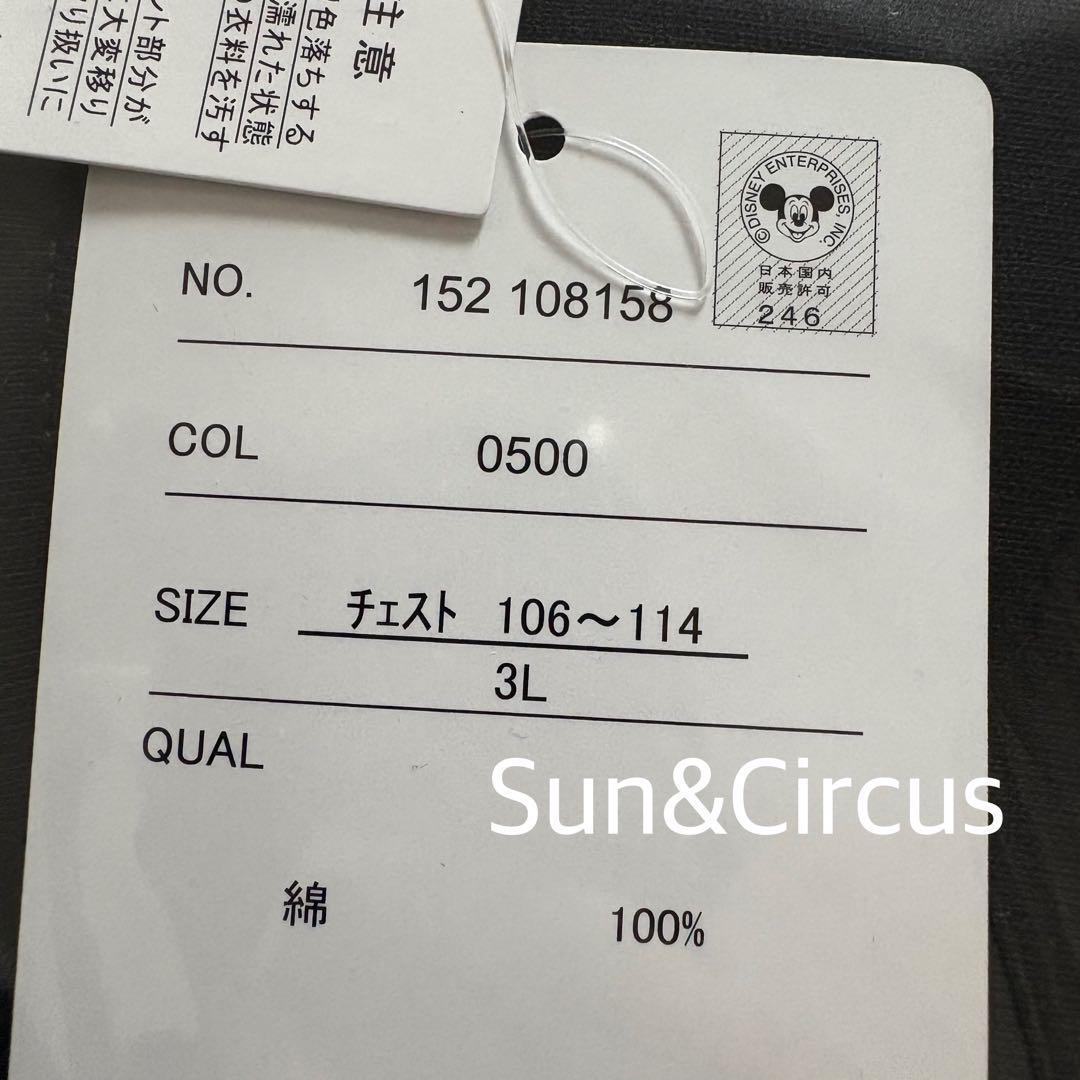 注意
色落ちする
濡れた状態
衣料を汚す
ント部分が
大変移り
り扱いに
©DISNEY ENTERPRISES, INC.
日本国内
販売許可
246
NO. 152 108158
COL 0500
SIZE チェスト 106～114
3L
QUAL
Sun&Circus
綿 100%